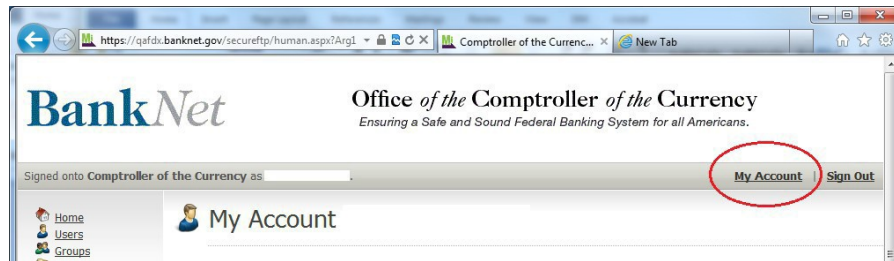 https://qafdx.banknet.gov/secureftp/human.aspx?Arg1
Comptroller of the Currenc...
New Tab
BankNet
Office of the Comptroller of the Currency
Ensuring a Safe and Sound Federal Banking System for all Americans.
Signed onto Comptroller of the Currency as .
My Account | Sign Out
Home
Users
Groups
My Account